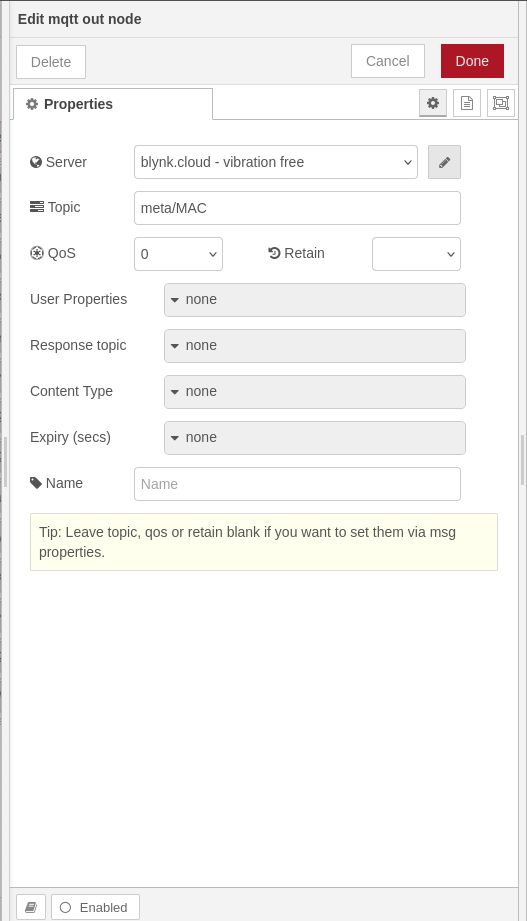 Edit mqtt out node
Delete Cancel Done
Properties
Server blynk.cloud - vibration free
Topic meta/MAC
QoS 0 Retain
User Properties none
Response topic none
Content Type none
Expiry (secs) none
Name Name
Tip: Leave topic, qos or retain blank if you want to set them via msg
properties.
Enabled